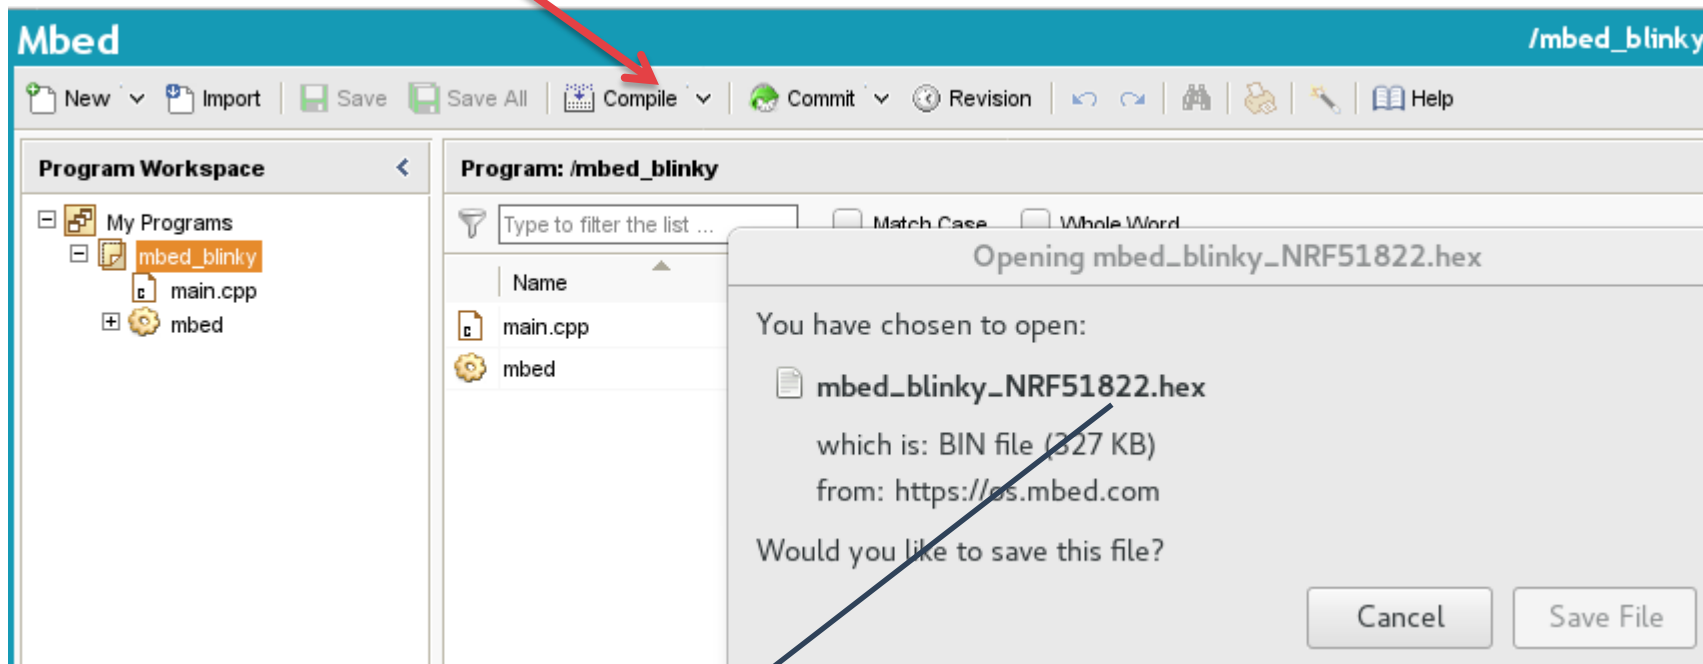 Mbed
/mbed_blinky
New Import Save Save All Compile Commit Revision Help
Program Workspace
Program: /mbed_blinky
My Programs
mbed_blinky
main.cpp
mbed
Type to filter the list ...
Match Case
Whole Word
Name
main.cpp
mbed
Opening mbed_blinky_NRF51822.hex
You have chosen to open:
mbed_blinky_NRF51822.hex
which is: BIN file (327 KB)
from: https://os.mbed.com
Would you like to save this file?
Cancel
Save File